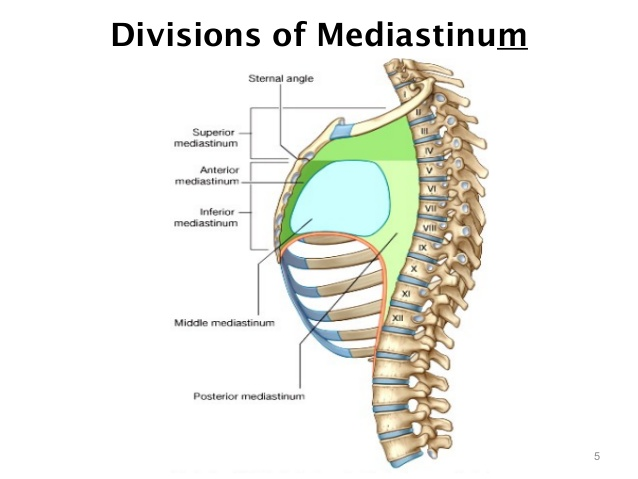 Divisions of Mediastinum
Sternal angle
Superior
mediastinum
Anterior
mediastinum
Inferior
mediastinum
Middle mediastinum
Posterior mediastinum
I
II
III
IV
V
VI
VII
VIII
IX
X
XI
XII
5